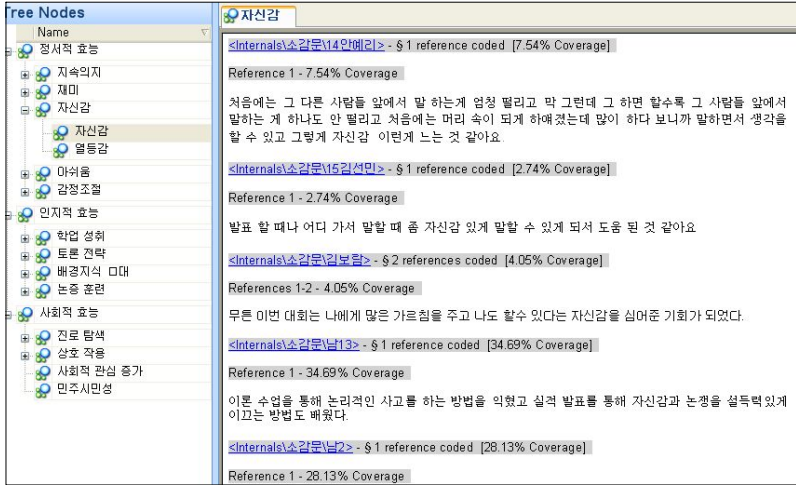 Tree Nodes
Name
정서적 효능
지속의지
재미
자신감
자신감
열등감
아쉬움
감정조절
인지적 효능
학업 성취
토론 전략
배경지식 ㅁ대
논증 훈련
사회적 효능
진로 탐색
상호 작용
사회적 관심 증가
민주시민성
자신감
<Internals\소감문\14안예리> - § 1 reference coded [7.54% Coverage]
Reference 1 - 7.54% Coverage
처음에는 그 다른 사람들 앞에서 말 하는게 엄청 떨리고 막 그런데 그 하면 할수록 그 사람들 앞에서
말하는 게 하나도 안 떨리고 처음에는 머리 속이 되게 하얘졌는데 많이 하다 보니까 말하면서 생각을
할 수 있고 그렇게 자신감 이런게 느는 것 같아요.
<Internals\소감문\15김선민> - § 1 reference coded [2.74% Coverage]
Reference 1 - 2.74% Coverage
발표 할 때나 어디 가서 말할 때 좀 자신감 있게 말할 수 있게 되서 도움 된 것 같아요
<Internals\소감문\김보람> - § 2 references coded [4.05% Coverage]
References 1-2 - 4.05% Coverage
무튼 이번 대회는 나에게 많은 가르침을 주고 나도 할수 있다는 자신감을 심어준 기회가 되었다.
<Internals\소감문\남13> - § 1 reference coded [34.69% Coverage]
Reference 1 - 34.69% Coverage
이론 수업을 통해 논리적인 사고를 하는 방법을 익혔고 실적 발표를 통해 자신감과 논쟁을 설득력있게
이끄는 방법도 배웠다.
<Internals\소감문\남2> - § 1 reference coded [28.13% Coverage]
Reference 1 - 28.13% Coverage